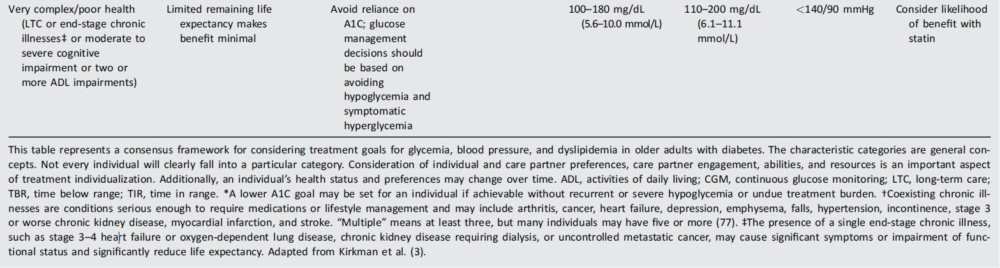 Very complex/poor health
(LTC or end-stage chronic
illnesses‡ or moderate to
severe cognitive
impairment or two or
more ADL impairments)
Limited remaining life
expectancy makes
benefit minimal
Avoid reliance on
A1C; glucose
management
decisions should
be based on
avoiding
hypoglycemia and
symptomatic
hyperglycemia
100–180 mg/dL
(5.6–10.0 mmol/L)
110–200 mg/dL
(6.1–11.1
mmol/L)
<140/90 mmHg
Consider likelihood
of benefit with
statin
This table represents a consensus framework for considering treatment goals for glycemia, blood pressure, and dyslipidemia in older adults with diabetes. The characteristic categories are general con-
cepts. Not every individual will clearly fall into a particular category. Consideration of individual and care partner preferences, care partner engagement, abilities, and resources is an important aspect
of treatment individualization. Additionally, an individual’s health status and preferences may change over time. ADL, activities of daily living; CGM, continuous glucose monitoring; LTC, long-term care;
TBR, time below range; TIR, time in range. *A lower A1C goal may be set for an individual if achievable without recurrent or severe hypoglycemia or undue treatment burden. †Coexisting chronic ill-
nesses are conditions serious enough to require medications or lifestyle management and may include arthritis, cancer, heart failure, depression, emphysema, falls, hypertension, incontinence, stage 3
or worse chronic kidney disease, myocardial infarction, and stroke. “Multiple” means at least three, but many individuals may have five or more (77). ‡The presence of a single end-stage chronic illness,
such as stage 3–4 heart failure or oxygen-dependent lung disease, chronic kidney disease requiring dialysis, or uncontrolled metastatic cancer, may cause significant symptoms or impairment of func-
tional status and significantly reduce life expectancy. Adapted from Kirkman et al. (3).